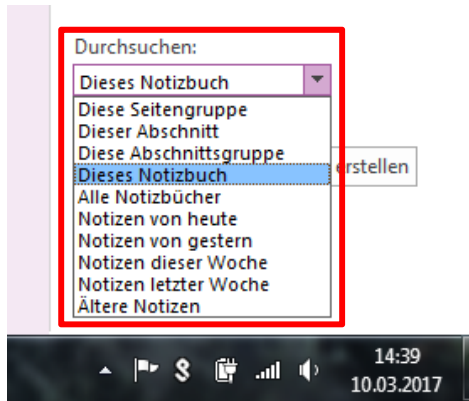 Durchsuchen:
Dieses Notizbuch
Diese Seitengruppe
Dieser Abschnitt
Diese Abschnittsgruppe
Dieses Notizbuch
erstellen
Alle Notizbücher
Notizen von heute
Notizen von gestern
Notizen dieser Woche
Notizen letzter Woche
Ältere Notizen
14:39
10.03.2017